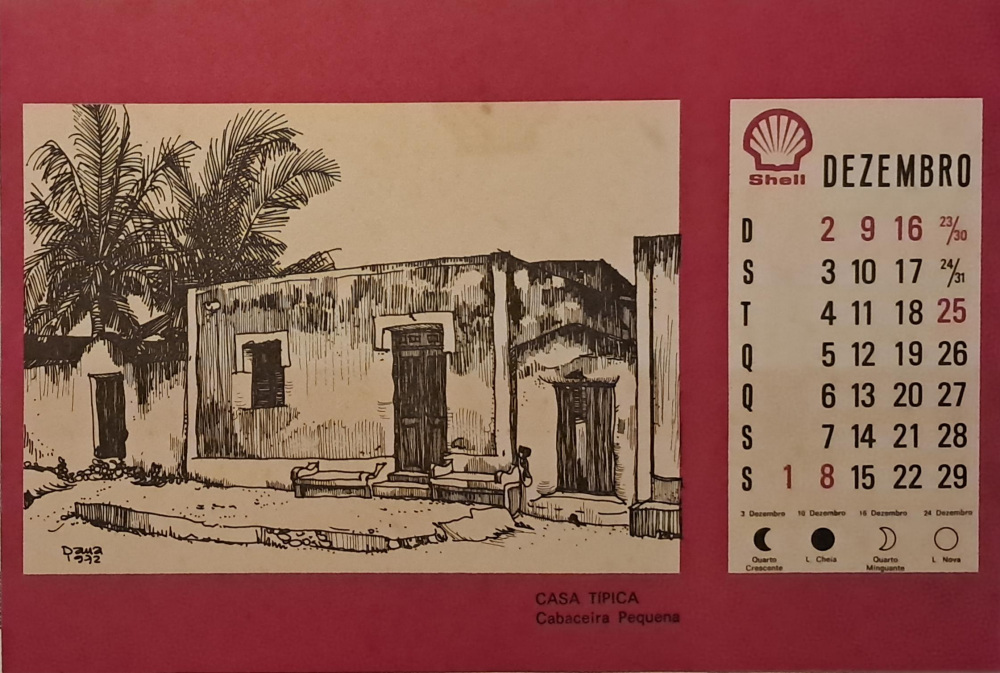 Shell
DEZEMBRO
D 2 9 16 23/30
S 3 10 17 24/31
T 4 11 18 25
Q 5 12 19 26
Q 6 13 20 27
S 7 14 21 28
S 1 8 15 22 29
3 Dezembro 10 Dezembro 16 Dezembro 24 Dezembro
Quarto Crescente L. Cheia Quarto Minguante L. Nova
Pana
972
CASA TÍPICA
Cabaceira Pequena